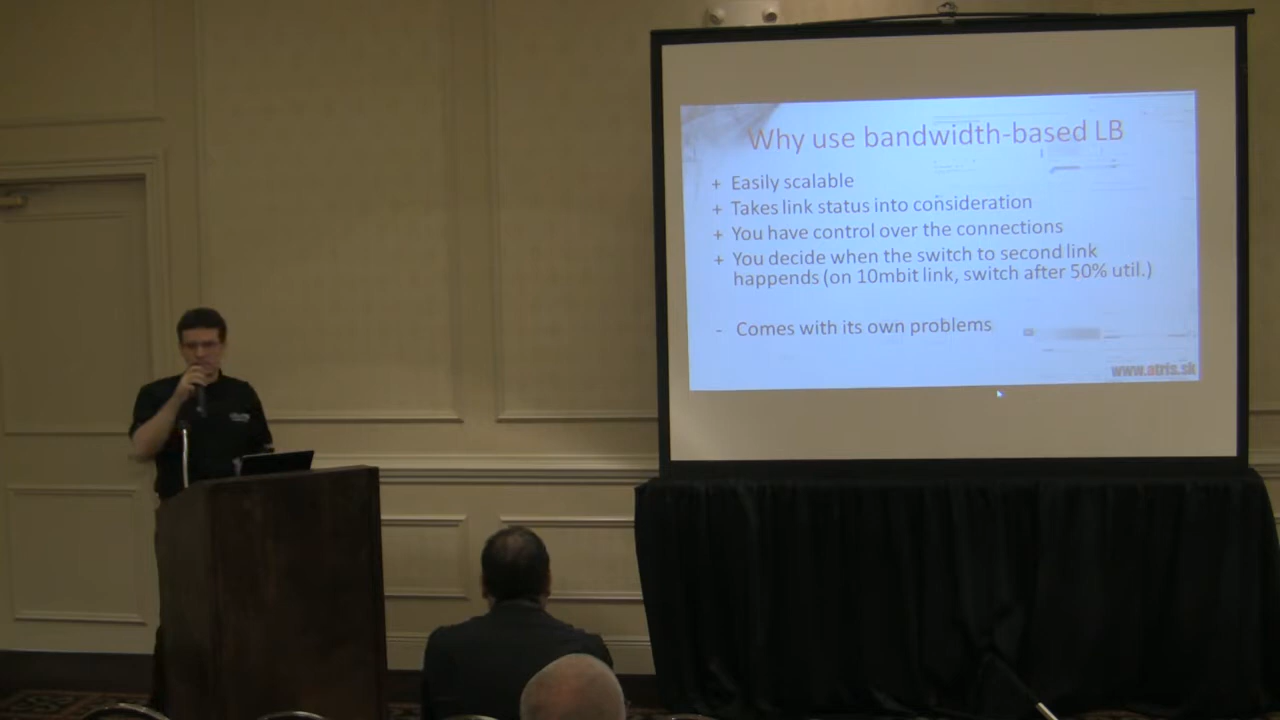 Why use bandwidth-based LB
+ Easily scalable
+ Takes link status into consideration
+ You have control over the connections
+ You decide when the switch to second link
happends (on 10mbit link, switch after 50% util.)
- Comes with its own problems
www.atris.sk